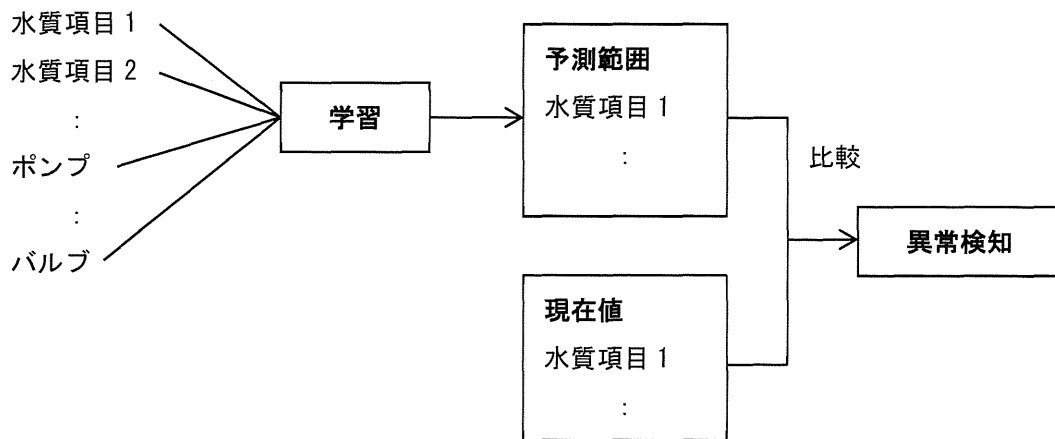 水質項目 1
水質項目 2
:
ポンプ
:
バルブ
学習
予測範囲
水質項目 1
:
比較
異常検知
現在値
水質項目 1
: